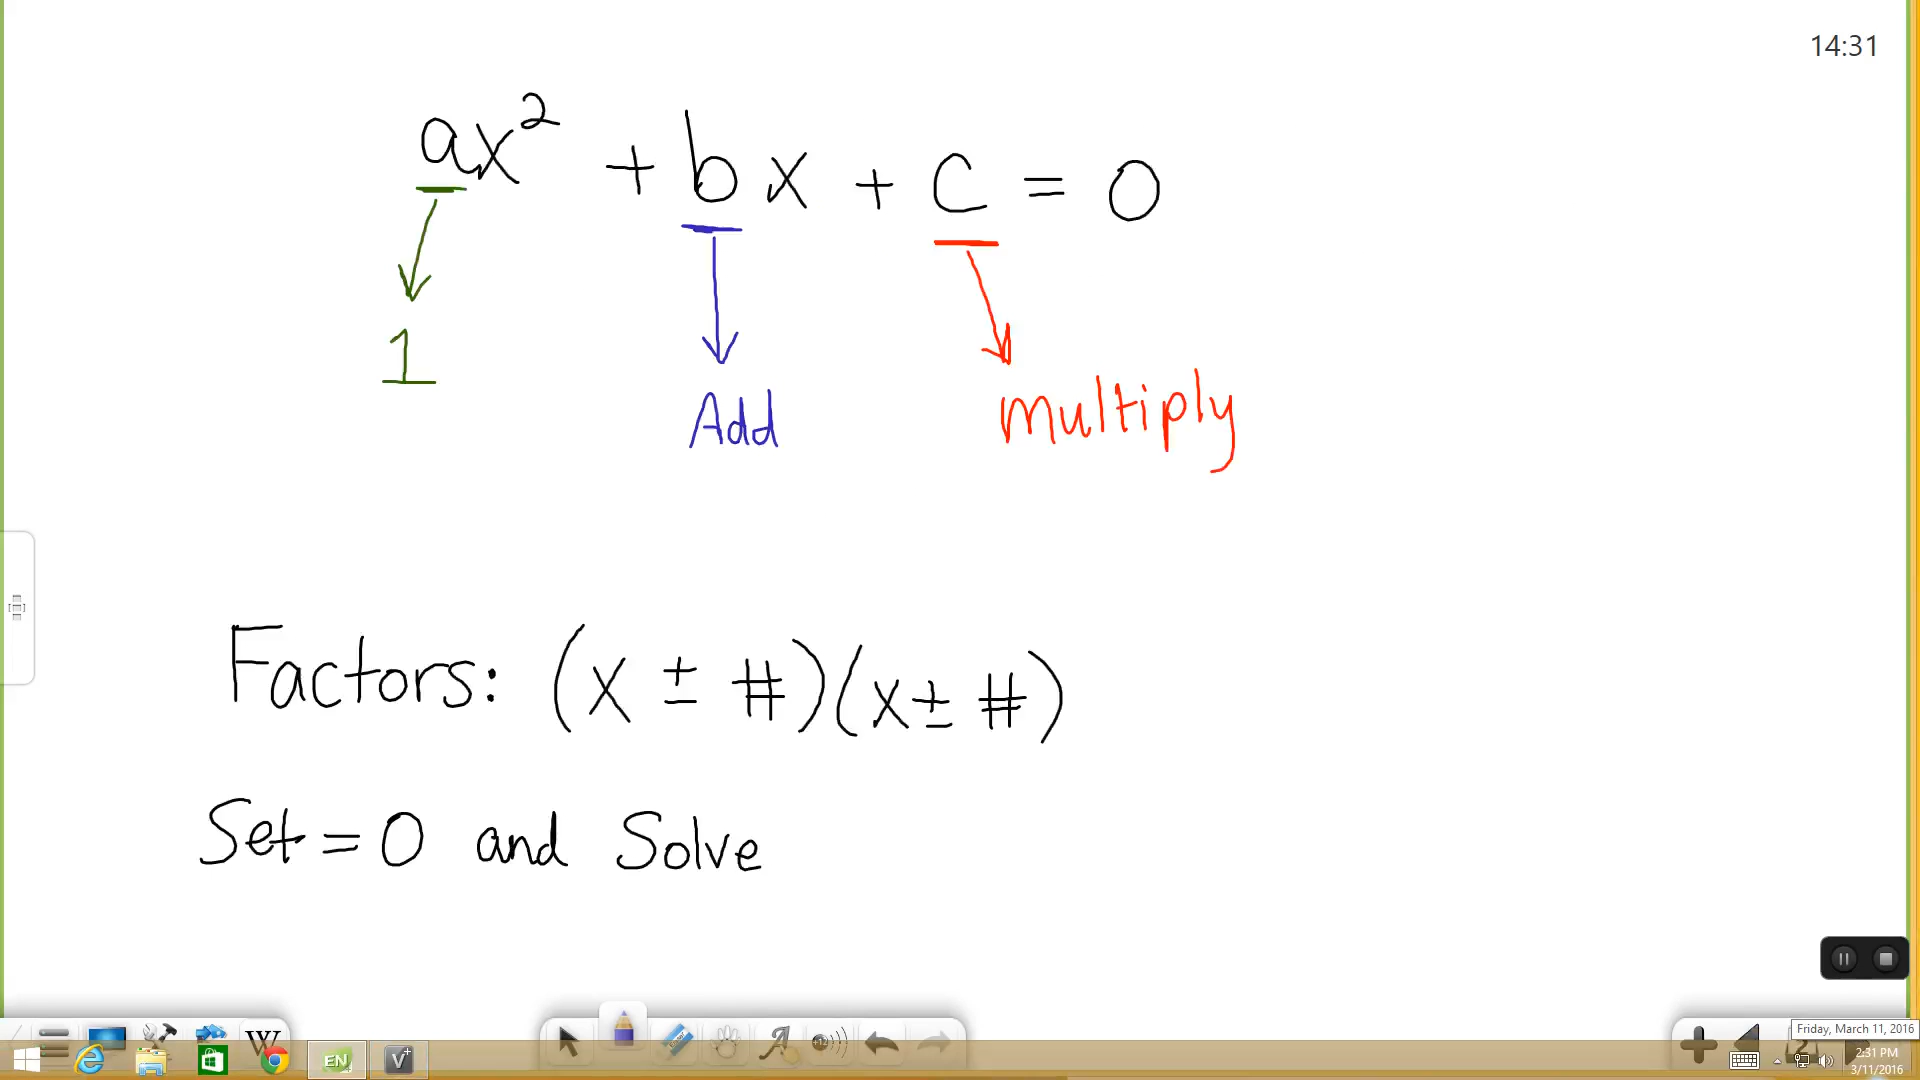 14:31
ax² + bx + c = 0
1
Add
multiply
Factors: (x ± #)(x ± #)
Set = 0 and Solve
W
EN
V+
Friday, March 11, 2016
2:31 PM
3/11/2016